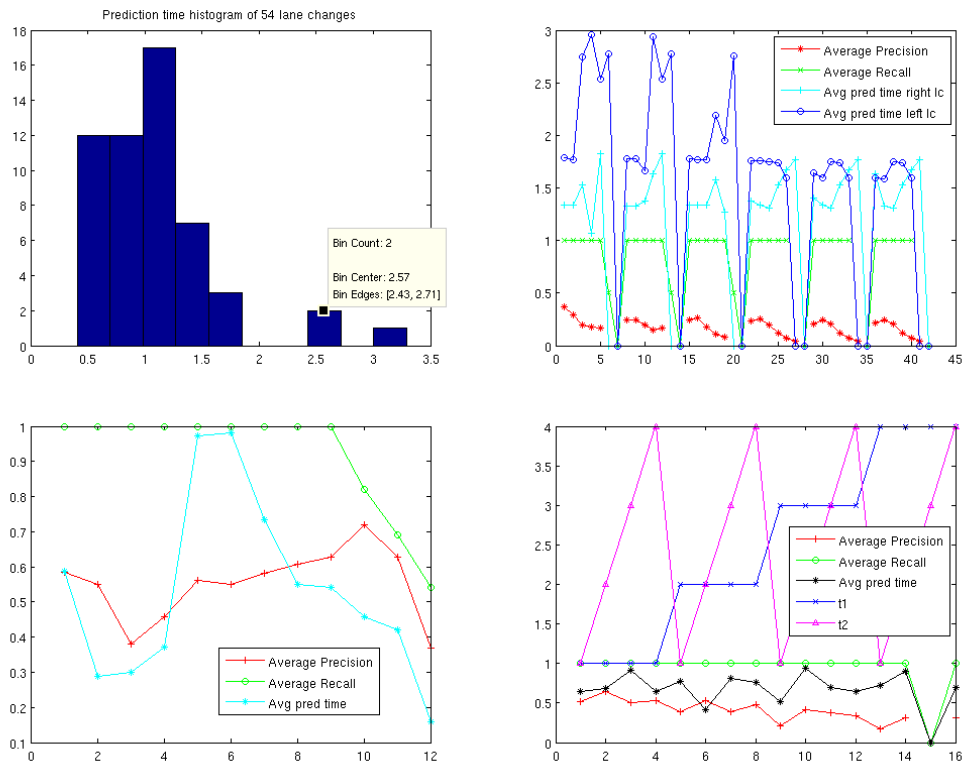 Prediction time histogram of 54 lane changes
18
16
14
12
10
8
6
4
2
0
Bin Count: 2
Bin Center: 2.57
Bin Edges: [2.43, 2.71]
0 0.5 1 1.5 2 2.5 3 3.5
3
2.5
2
1.5
1
0.5
0
Average Precision
Average Recall
Avg pred time right lc
Avg pred time left lc
0 5 10 15 20 25 30 35 40 45
1
0.9
0.8
0.7
0.6
0.5
0.4
0.3
0.2
0.1
Average Precision
Average Recall
Avg pred time
0 2 4 6 8 10 12
4
3.5
3
2.5
2
1.5
1
0.5
0
Average Precision
Average Recall
Avg pred time
t1
t2
0 2 4 6 8 10 12 14 16